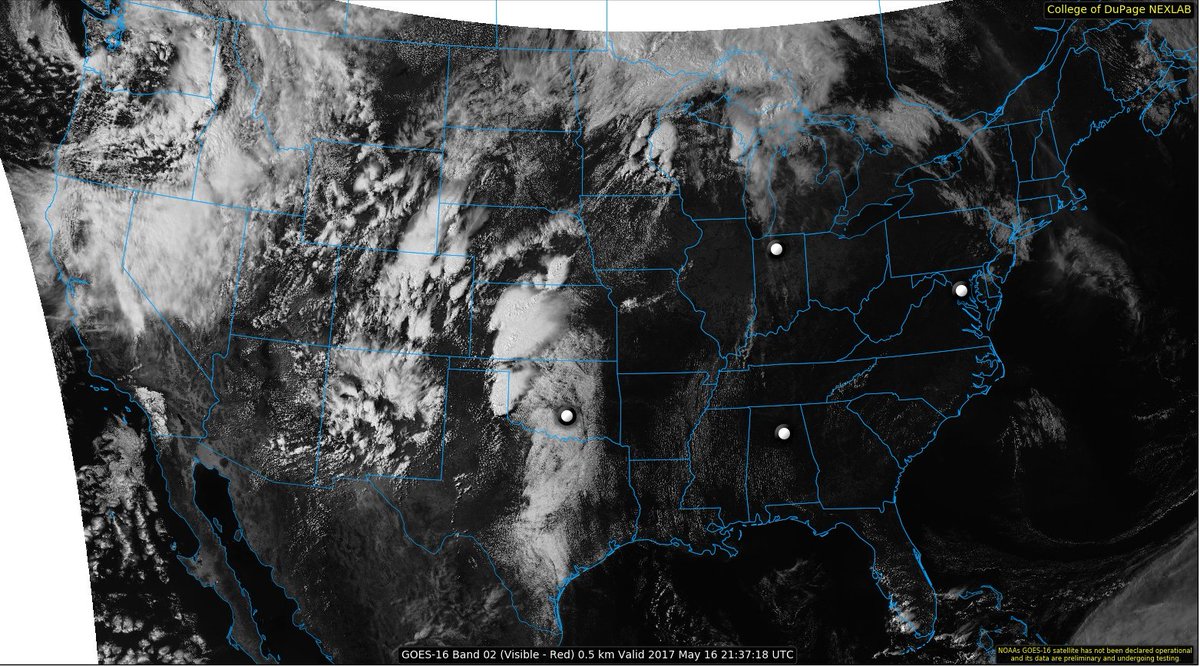 College of DuPage NEXLAB
GOES-16 Band 02 (Visible - Red) 0.5 km Valid 2017 May 16 21:37:18 UTC
NOAAs GOES-16 satellite has not been declared operational
and its data are preliminary and undergoing testing